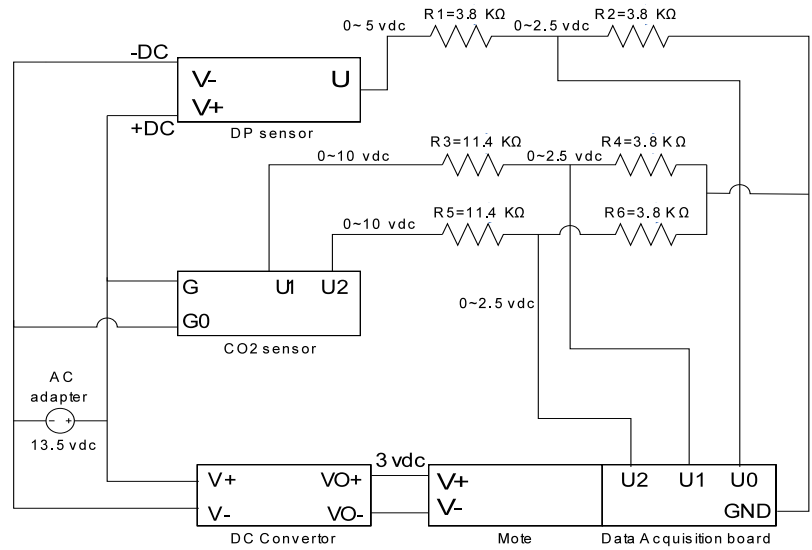 0~5 vdc
R1=3.8 KΩ
0~2.5 vdc
R2=3.8 KΩ
-DC
V-
U
V+
+DC
DP sensor
0~10 vdc
R3=11.4 KΩ
0~2.5 vdc
R4=3.8 KΩ
0~10 vdc
R5=11.4 KΩ
R6=3.8 KΩ
G
U1
U2
G0
CO2 sensor
0~2.5 vdc
AC
adapter
- +
13.5 vdc
V+
VO+
3 vdc
V+
U2
U1
U0
V-
VO-
V-
GND
DC Convertor
Mote
Data Acquisition board